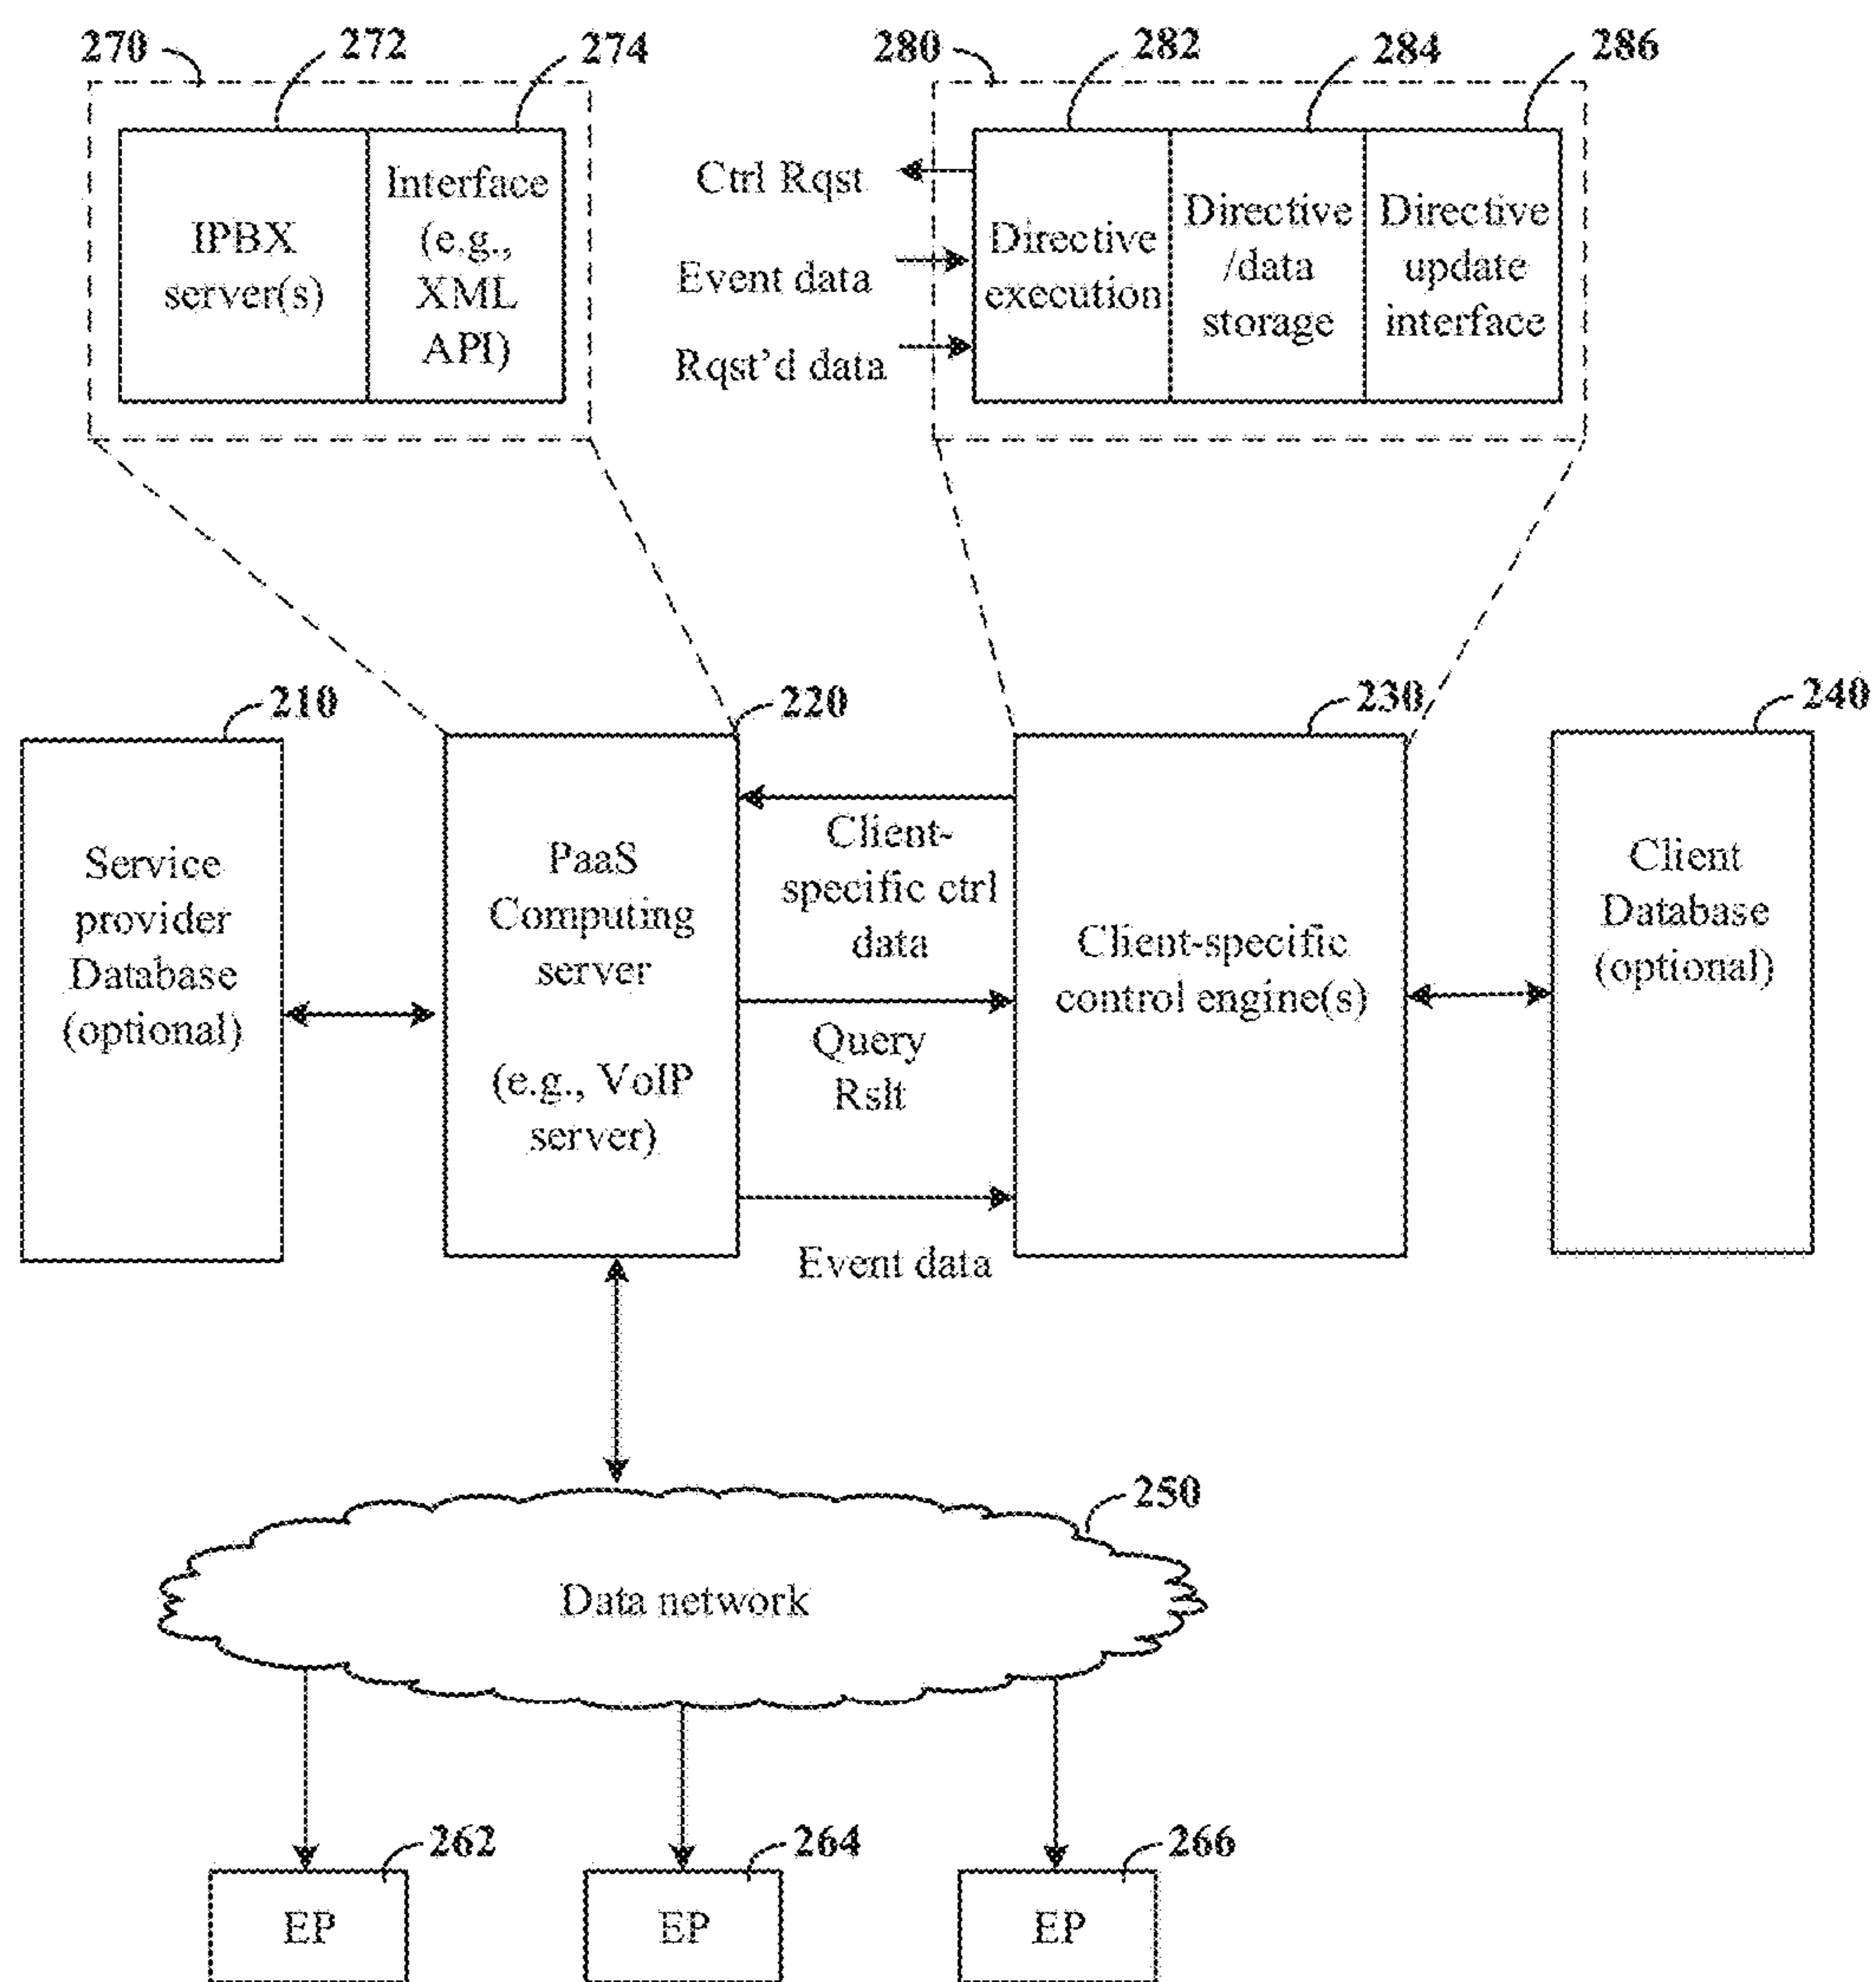 270
272
274
280
282
284
286
IPBX
server(s)
Interface
(e.g.,
XML
API)
Ctrl Rqst
Event data
Rqst'd data
Directive
execution
Directive
/data
storage
Directive
update
interface
210
220
230
240
Service
provider
Database
(optional)
PaaS
Computing
server
(e.g., VoIP
server)
Client-
specific ctrl
data
Query
Rslt
Event data
Client-specific
control engine(s)
Client
Database
(optional)
250
Data network
262
264
266
EP
EP
EP